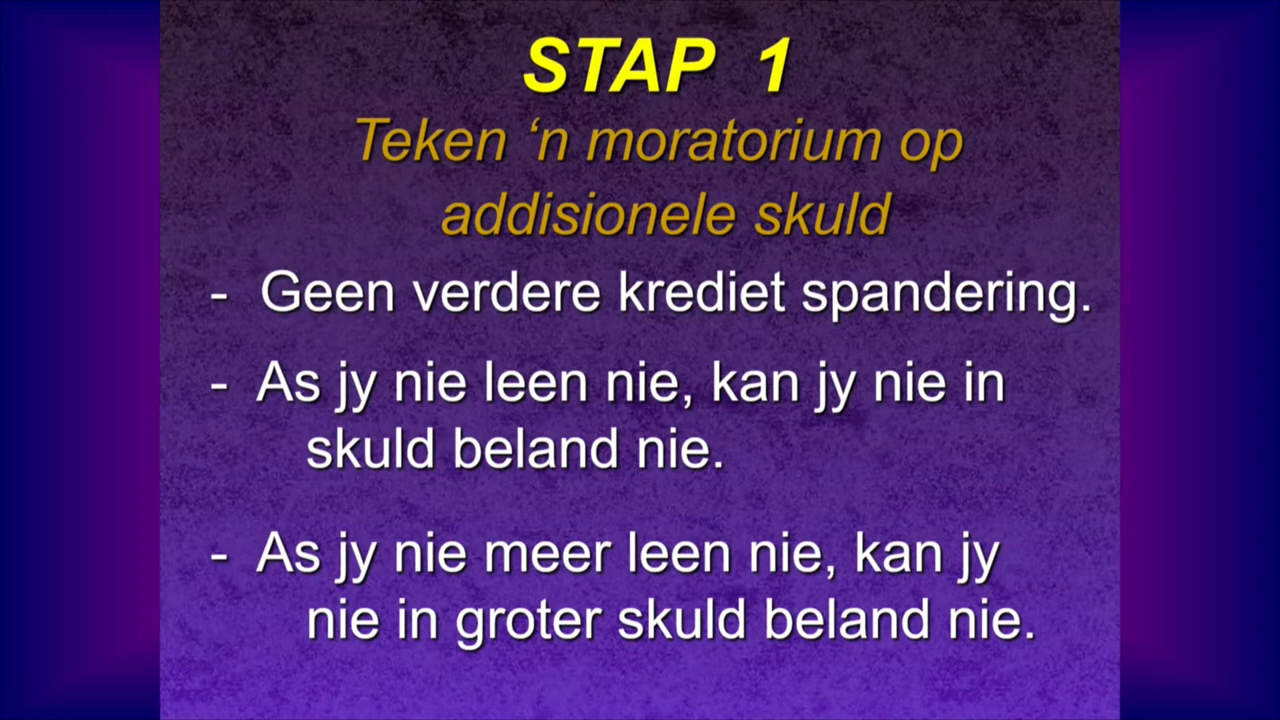 STAP 1
Teken ‘n moratorium op
addisionele skuld
- Geen verdere krediet spandering.
- As jy nie leen nie, kan jy nie in
skuld beland nie.
- As jy nie meer leen nie, kan jy
nie in groter skuld beland nie.